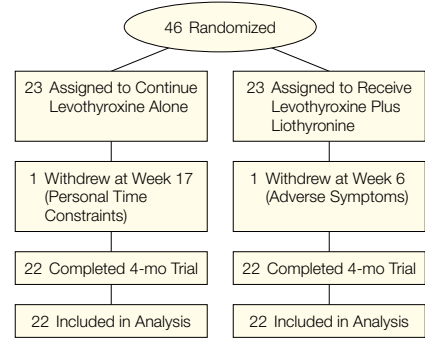 46 Randomized
23 Assigned to Continue
Levothyroxine Alone
23 Assigned to Receive
Levothyroxine Plus
Liothyronine
1 Withdrew at Week 17
(Personal Time
Constraints)
1 Withdrew at Week 6
(Adverse Symptoms)
22 Completed 4-mo Trial
22 Completed 4-mo Trial
22 Included in Analysis
22 Included in Analysis